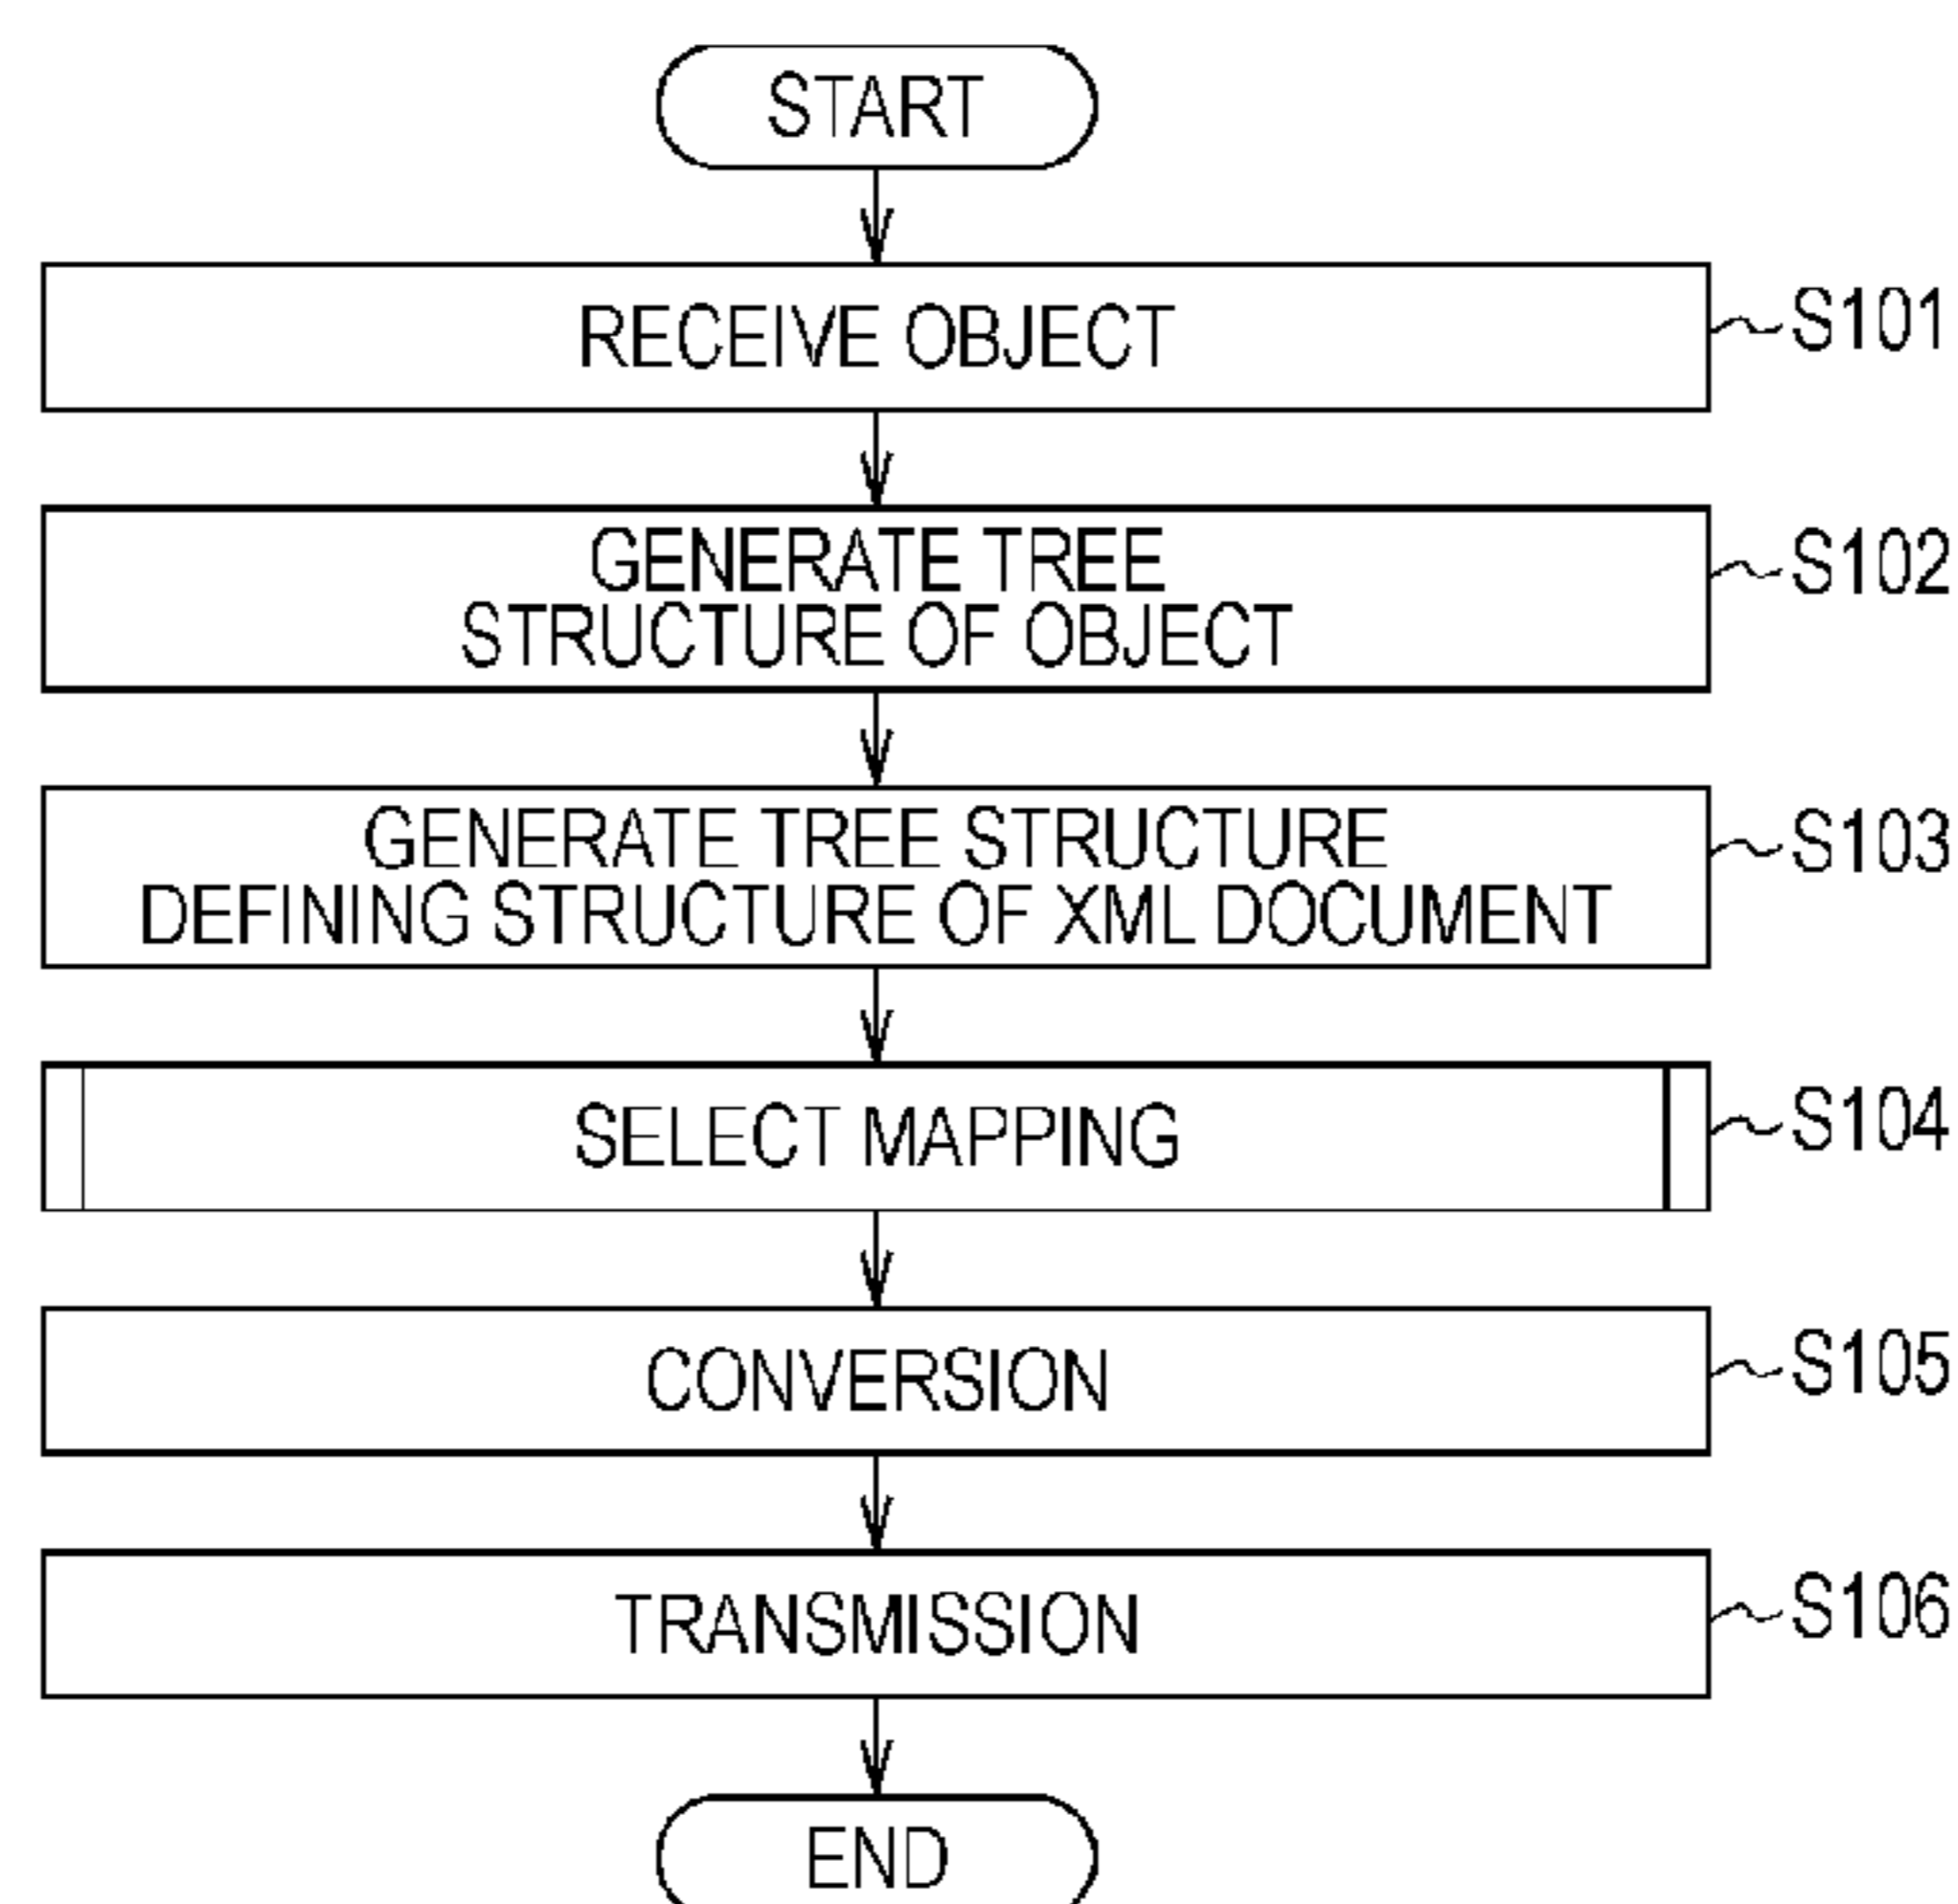 START
RECEIVE OBJECT
S101
GENERATE TREE
STRUCTURE OF OBJECT
S102
GENERATE TREE STRUCTURE
DEFINING STRUCTURE OF XML DOCUMENT
S103
SELECT MAPPING
S104
CONVERSION
S105
TRANSMISSION
S106
END